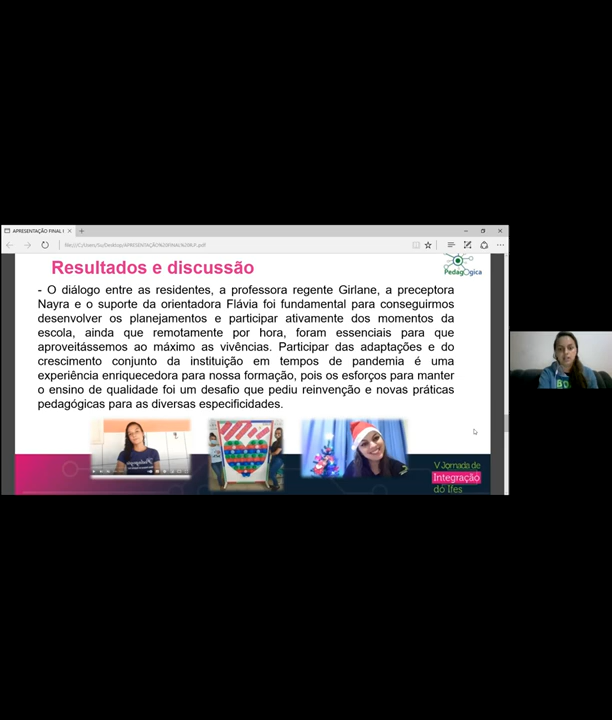 APRESENTAÇÃO FINAL I
Resultados e discussão
PedagÓgica
- O diálogo entre as residentes, a professora regente Girlane, a preceptora
Nayra e o suporte da orientadora Flávia foi fundamental para conseguirmos
desenvolver os planejamentos e participar ativamente dos momentos da
escola, ainda que remotamente por hora, foram essenciais para que
aproveitássemos ao máximo as vivências. Participar das adaptações e do
crescimento conjunto da instituição em tempos de pandemia é uma
experiência enriquecedora para nossa formação, pois os esforços para manter
o ensino de qualidade foi um desafio que pediu reinvenção e novas práticas
pedagógicas para as diversas especificidades.
V Jornada de
Integração
do Ifes